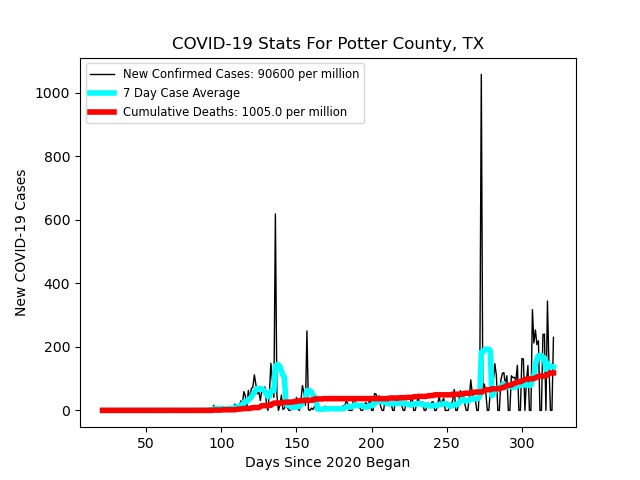 COVID-19 Stats For Potter County, TX
New Confirmed Cases: 90600 per million
7 Day Case Average
Cumulative Deaths: 1005.0 per million
New COVID-19 Cases
1000
800
600
400
200
0
50 100 150 200 250 300
Days Since 2020 Began